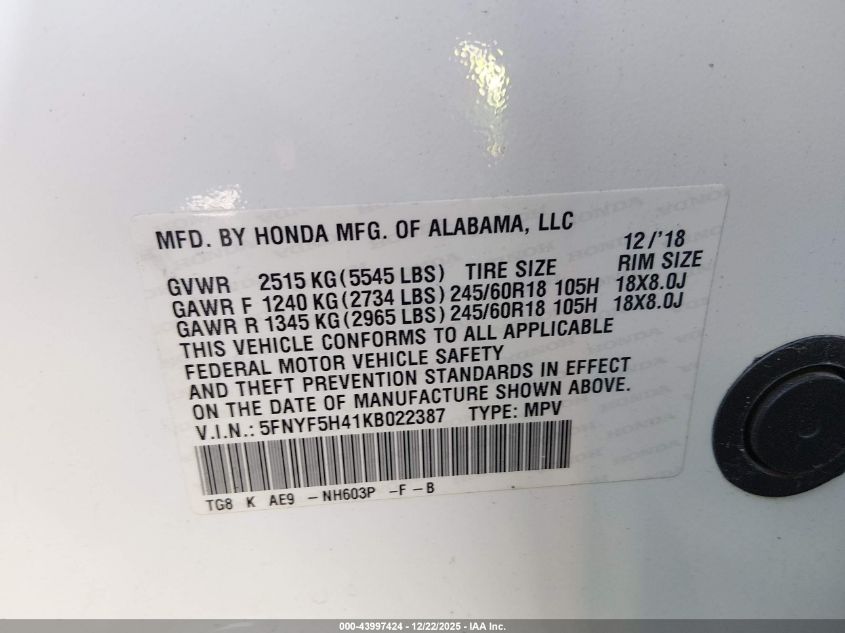 MFD. BY HONDA MFG. OF ALABAMA, LLC 12/'18
GVWR 2515 KG(5545 LBS) TIRE SIZE RIM SIZE
GAWR F 1240 KG(2734 LBS) 245/60R18 105H 18X8.0J
GAWR R 1345 KG(2965 LBS) 245/60R18 105H 18X8.0J
THIS VEHICLE CONFORMS TO ALL APPLICABLE
FEDERAL MOTOR VEHICLE SAFETY
AND THEFT PREVENTION STANDARDS IN EFFECT
ON THE DATE OF MANUFACTURE SHOWN ABOVE.
V.I.N.: 5FNYF5H41KB022387 TYPE: MPV
TG8 K AE9 -NH603P -F-B
000-43997424 - 12/22/2025 - IAA Inc.